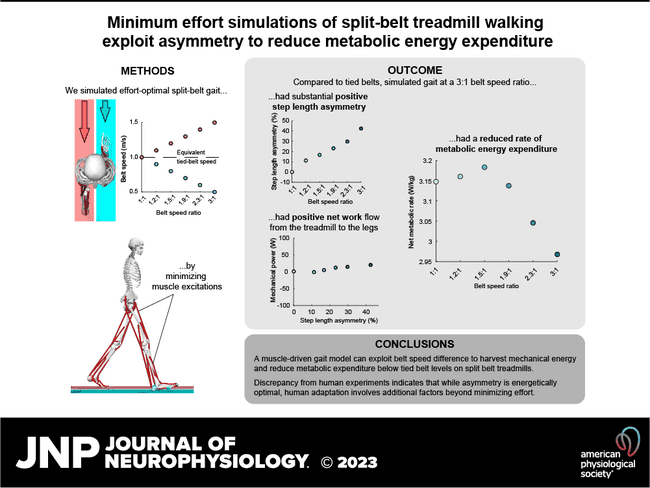 Minimum effort simulations of split-belt treadmill walking
exploit asymmetry to reduce metabolic energy expenditure
METHODS
We simulated effort-optimal split-belt gait...
Belt speed (m/s)
1.5
1.0
0.5
Equivalent
tied-belt speed
1:1
1.2:1
1.5:1
1.9:1
2.3:1
3:1
Belt speed ratio
...by
minimizing
muscle excitations
OUTCOME
Compared to tied belts, simulated gait at a 3:1 belt speed ratio...
...had substantial positive
step length asymmetry
Step length asymmetry (%)
50
40
30
20
10
0
-10
1:1
1.2:1
1.5:1
1.9:1
2.3:1
3:1
Belt speed ratio
...had positive net work flow
from the treadmill to the legs
Mechanical power (W)
100
50
0
-50
-100
0
10
20
30
40
Step length asymmetry (%)
...had a reduced rate of
metabolic energy expenditure
Net metabolic rate (W/kg)
3.2
3.15
3.1
3.05
3
2.95
1:1
1.2:1
1.5:1
1.9:1
2.3:1
3:1
Belt speed ratio
CONCLUSIONS
A muscle-driven gait model can exploit belt speed difference to harvest mechanical energy
and reduce metabolic expenditure below tied belt levels on split belt treadmills.
Discrepancy from human experiments indicates that while asymmetry is energetically
optimal, human adaptation involves additional factors beyond minimizing effort.
JNP JOURNAL OF
NEUROPHYSIOLOGY. © 2023
american
physiological
society®